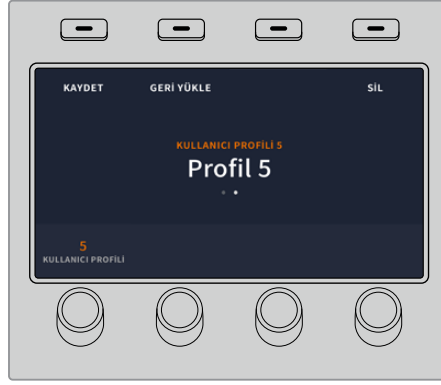 KAYDET GERİ YÜKLE SİL
KULLANICI PROFİLİ 5
Profil 5
5
KULLANICI PROFİLİ